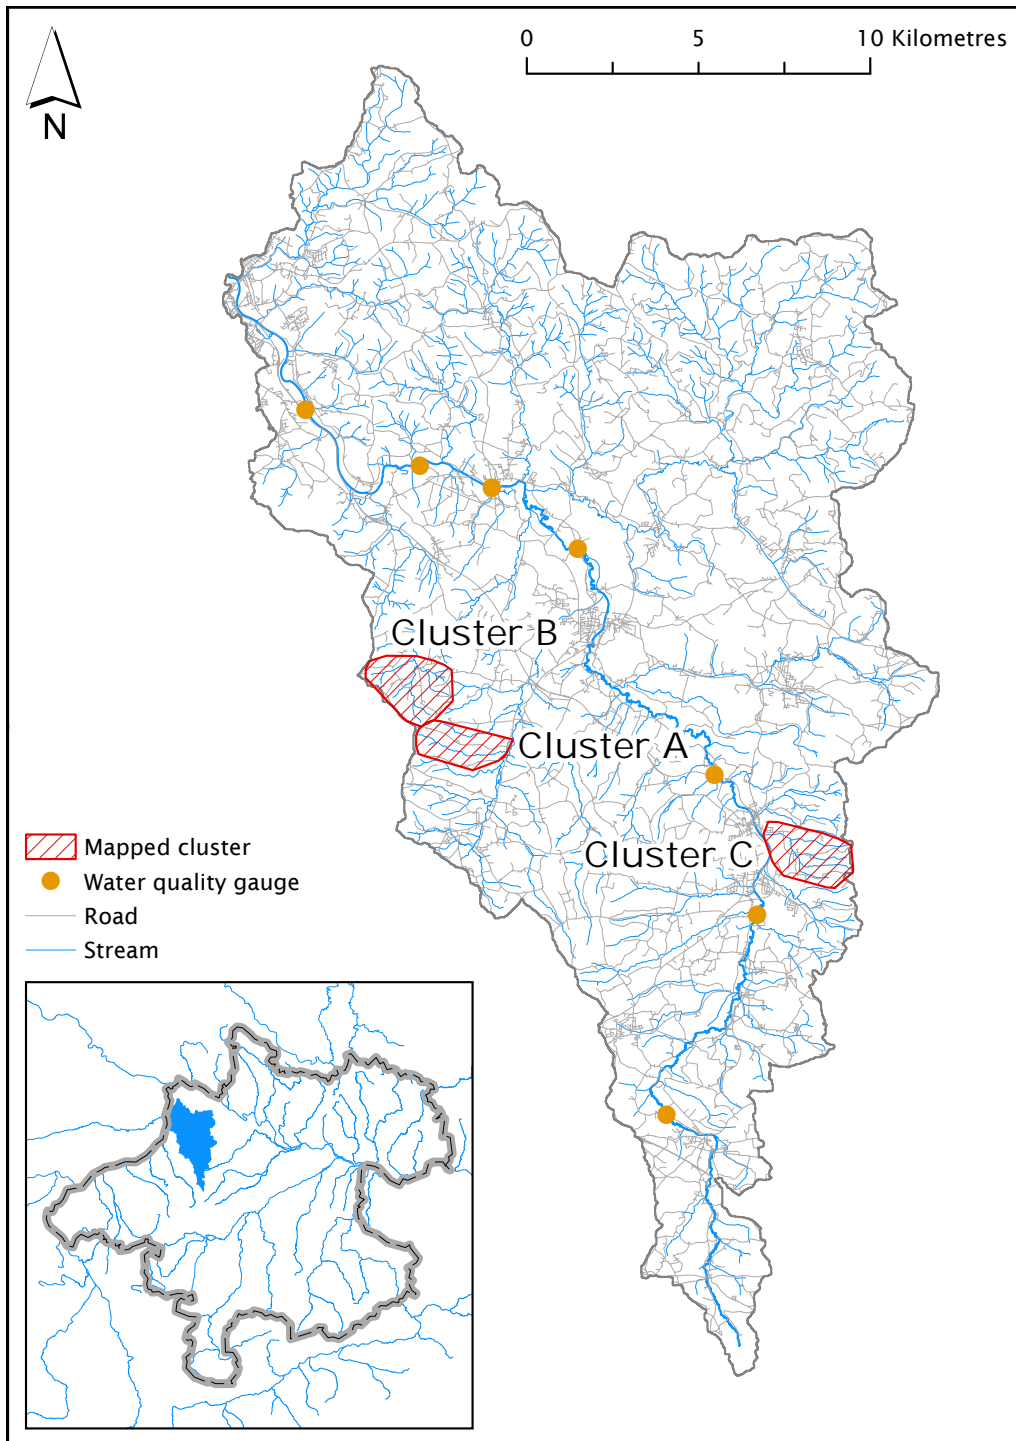 0 5 10 Kilometres
N
Cluster B
Cluster A
Cluster C
Mapped cluster
Water quality gauge
Road
Stream